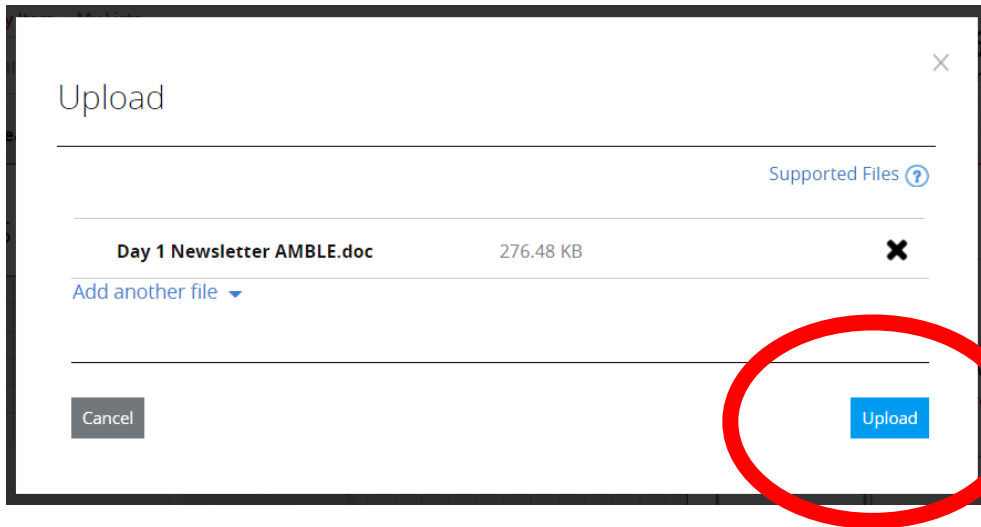 Upload
Supported Files ?
Day 1 Newsletter AMBLE.doc 276.48 KB
Add another file
Cancel Upload